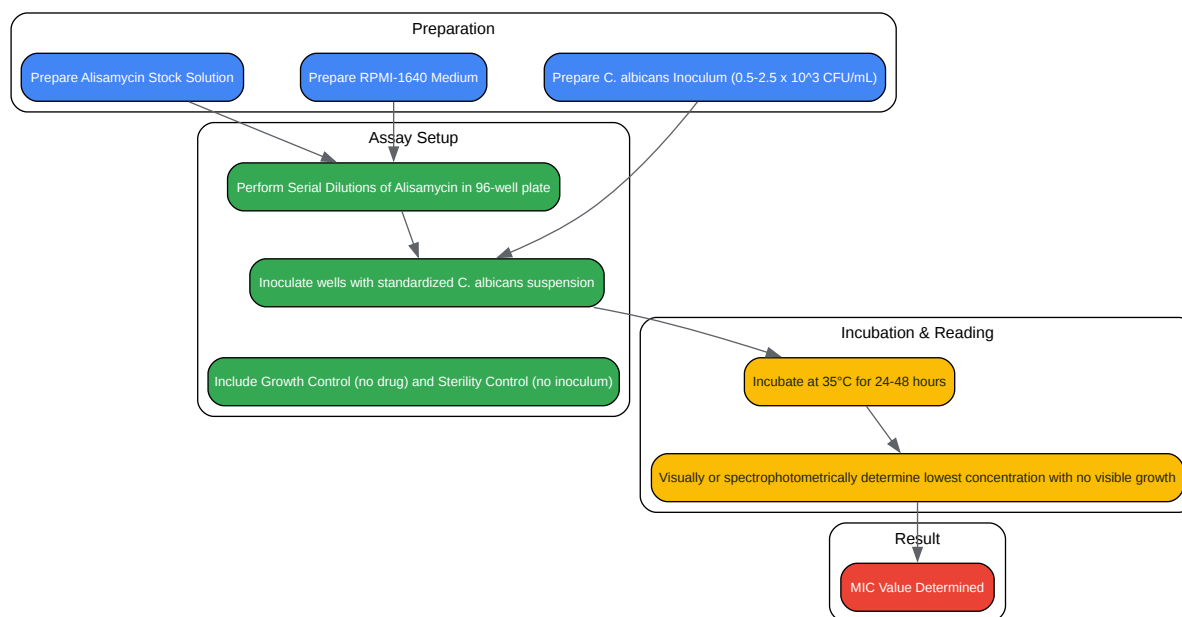 Preparation
Prepare Alisamycin Stock Solution
Prepare RPMI-1640 Medium
Prepare C. albicans Inoculum (0.5-2.5 x 10^3 CFU/mL)
Assay Setup
Perform Serial Dilutions of Alisamycin in 96-well plate
Inoculate wells with standardized C. albicans suspension
Include Growth Control (no drug) and Sterility Control (no inoculum)
Incubation & Reading
Incubate at 35°C for 24-48 hours
Visually or spectrophotometrically determine lowest concentration with no visible growth
Result
MIC Value Determined